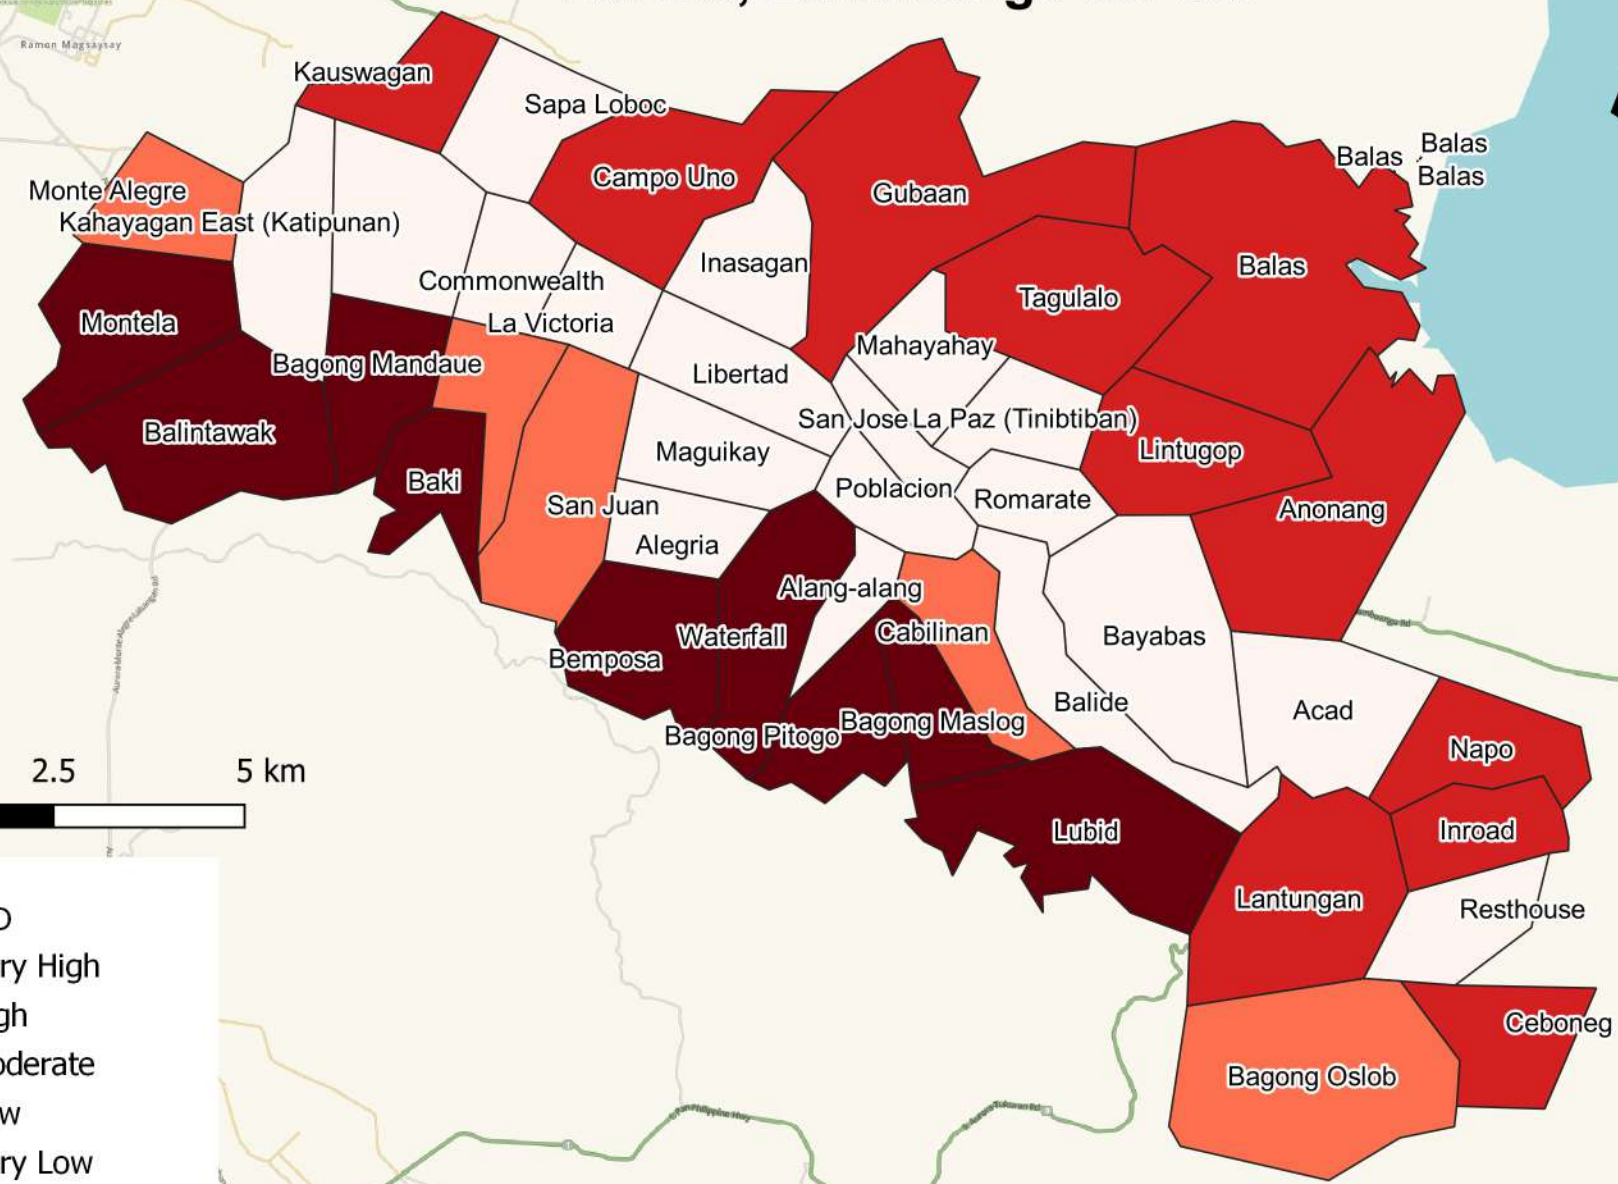 Ramon Magsaysay
Kauswagan
Sapa Loboc
Balas
Balas
Balas
Monte Alegre
Campo Uno
Gubaan
Kahayagan East (Katipunan)
Inasagan
Balas
Commonwealth
Tagulalo
Montela
La Victoria
Mahayahay
Bagong Mandaue
Libertad
San Jose
La Paz (Tinibtiban)
Balintawak
Maguikay
Lintugop
Baki
Poblacion
Romarate
San Juan
Anonang
Alegria
Alang-alang
Waterfall
Cabilinan
Bayabas
Bemposa
Balide
Acad
Bagong Pitogo
Bagong Maslog
Napo
2.5
5 km
Lubid
Inroad
Lantungan
Resthouse
ry High
gh
Ceboneg
oderate
Bagong Oslob
w
ry Low